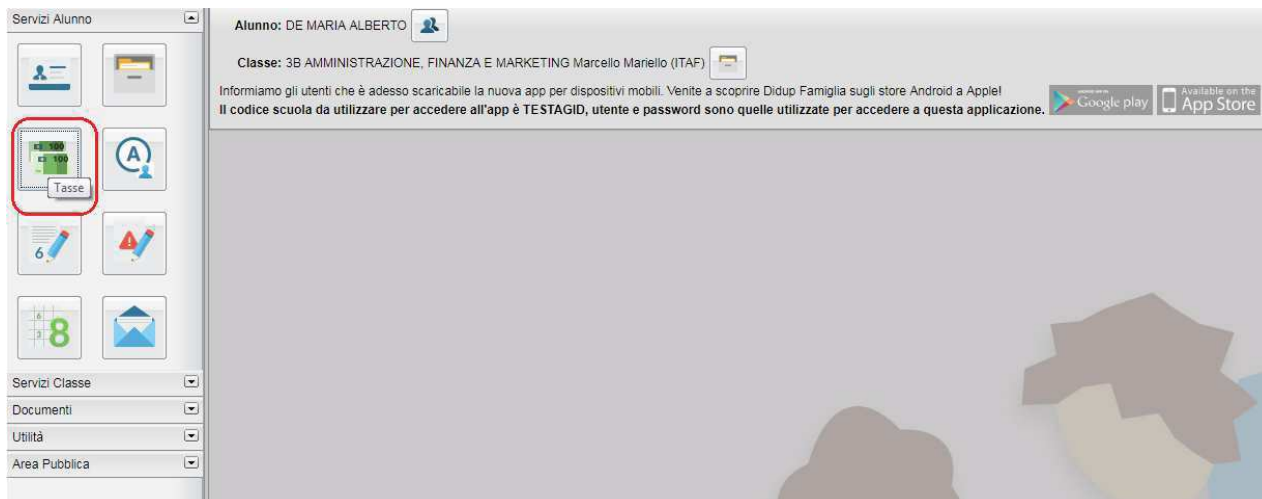 Servizi Alunno
Alunno: DE MARIA ALBERTO
Classe: 3B AMMINISTRAZIONE, FINANZA E MARKETING Marcello Mariello (ITAF)
Informiamo gli utenti che è adesso scaricabile la nuova app per dispositivi mobili. Venite a scoprire Didup Famiglia sugli store Android a Apple!
Il codice scuola da utilizzare per accedere all'app è TESTAGID, utente e password sono quelle utilizzate per accedere a questa applicazione.
Google play
Available on the
App Store
100
100
A
Tasse
6
6
3
8
Servizi Classe
Documenti
Utilità
Area Pubblica